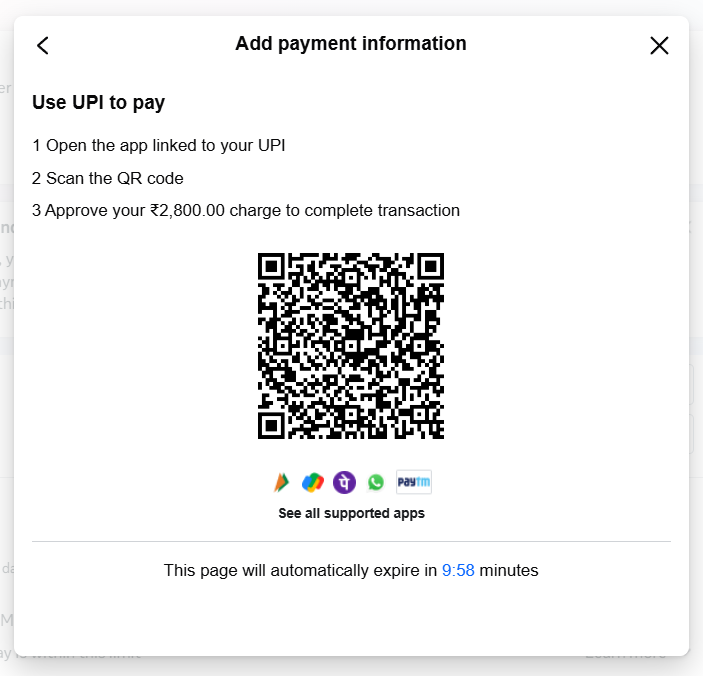 Add payment information
Use UPI to pay
1 Open the app linked to your UPI
2 Scan the QR code
3 Approve your ₹2,800.00 charge to complete transaction
पे
paytm
See all supported apps
This page will automatically expire in 9:58 minutes